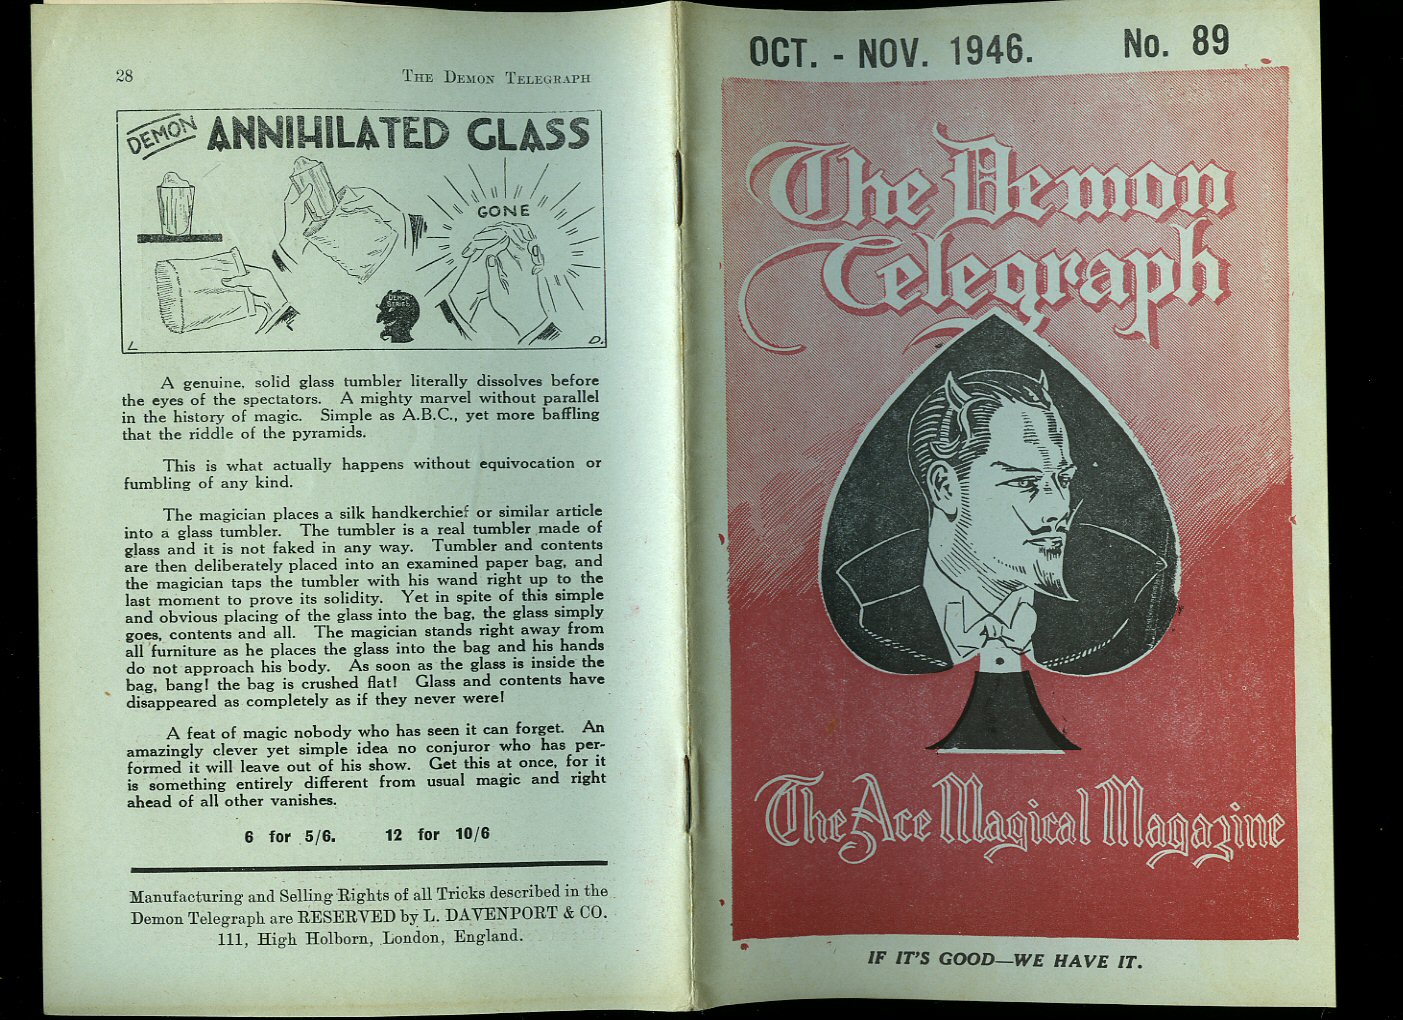 28 THE DEMON TELEGRAPH
DEMON ANNIHILATED GLASS
GONE
DEMON
SERIES
L D.
A genuine, solid glass tumbler literally dissolves before
the eyes of the spectators. A mighty marvel without parallel
in the history of magic. Simple as A.B.C., yet more baffling
that the riddle of the pyramids.
This is what actually happens without equivocation or
fumbling of any kind.
The magician places a silk handkerchief or similar article
into a glass tumbler. The tumbler is a real tumbler made of
glass and it is not faked in any way. Tumbler and contents
are then deliberately placed into an examined paper bag, and
the magician taps the tumbler with his wand right up to the
last moment to prove its solidity. Yet in spite of this simple
and obvious placing of the glass into the bag, the glass simply
goes, contents and all. The magician stands right away from
all furniture as he places the glass into the bag and his hands
do not approach his body. As soon as the glass is inside the
bag, bang! the bag is crushed flat! Glass and contents have
disappeared as completely as if they never were!
A feat of magic nobody who has seen it can forget. An
amazingly clever yet simple idea no conjuror who has per-
formed it will leave out of his show. Get this at once, for it
is something entirely different from usual magic and right
ahead of all other vanishes.
6 for 5/6. 12 for 10/6
Manufacturing and Selling Rights of all Tricks described in the
Demon Telegraph are RESERVED by L. DAVENPORT & CO.
111, High Holborn, London, England.
OCT. - NOV. 1946. No. 89
The Demon
Telegraph
The Ace Magical Magazine
IF IT'S GOOD—WE HAVE IT.